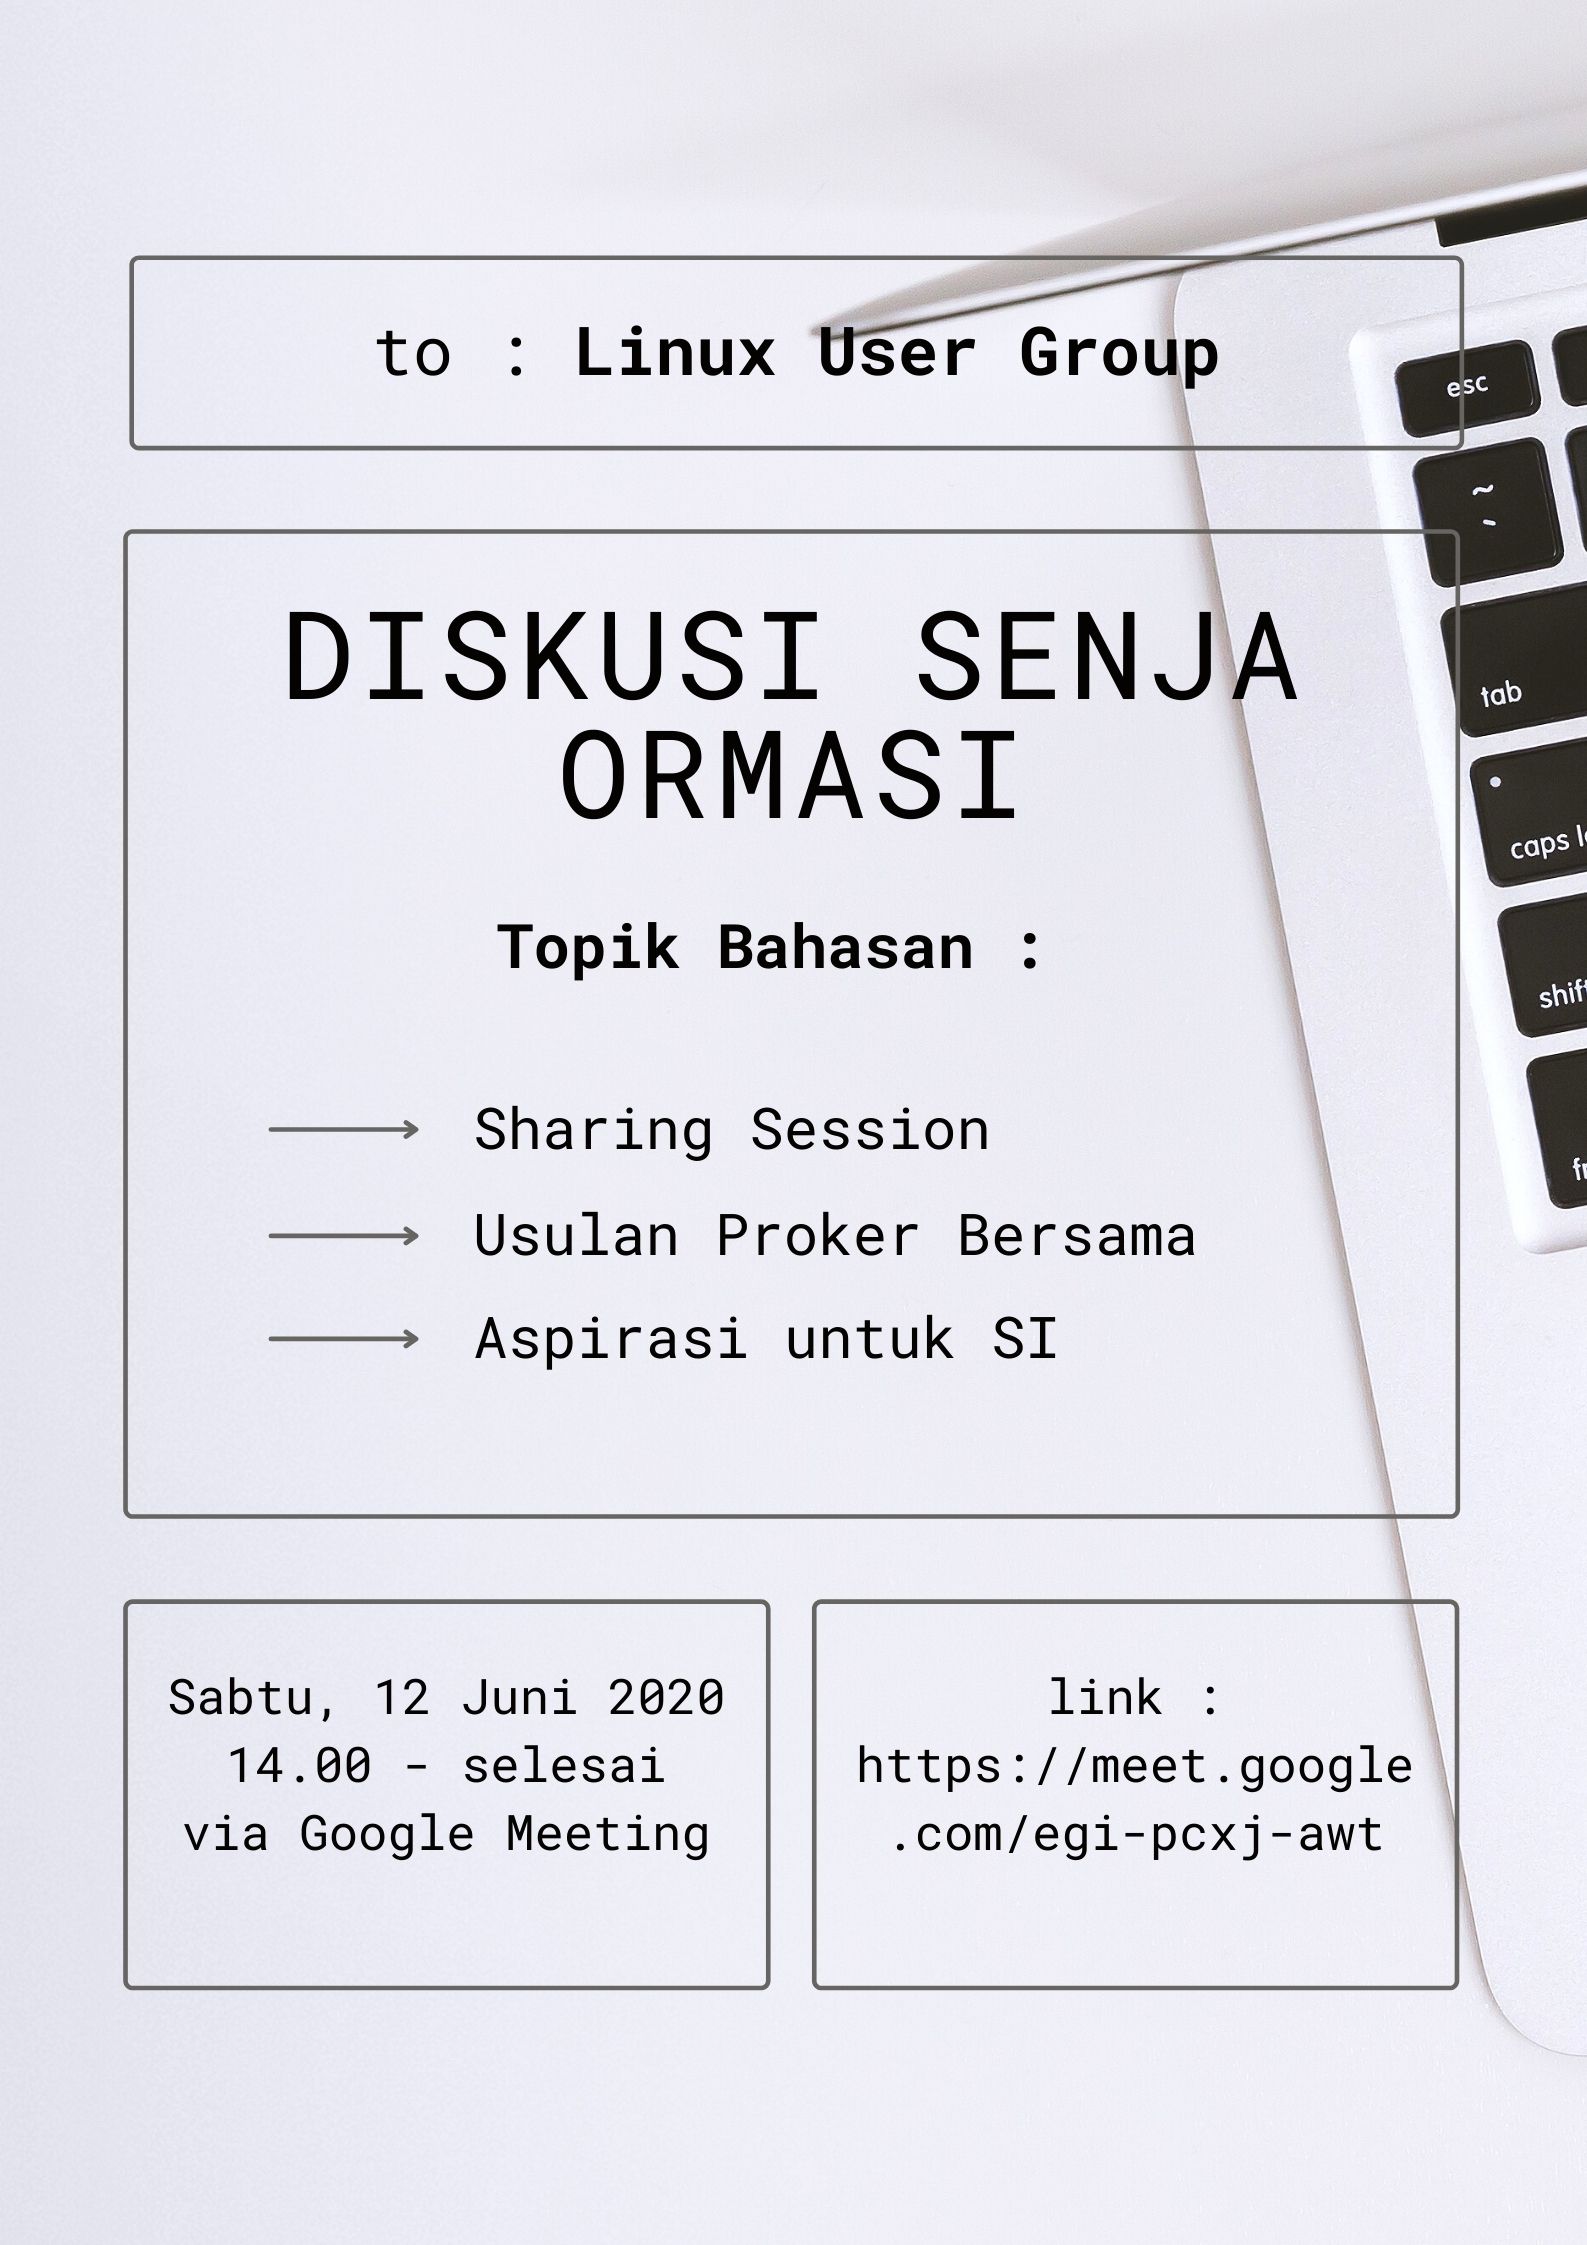 to : Linux User Group
DISKUSI SENJA
ORMASI
Topik Bahasan :
Sharing Session
Usulan Proker Bersama
Aspirasi untuk SI
Sabtu, 12 Juni 2020
14.00 - selesai
via Google Meeting
link :
https://meet.google
.com/egi-pcxj-awt
esc
~
`
tab
caps
shift